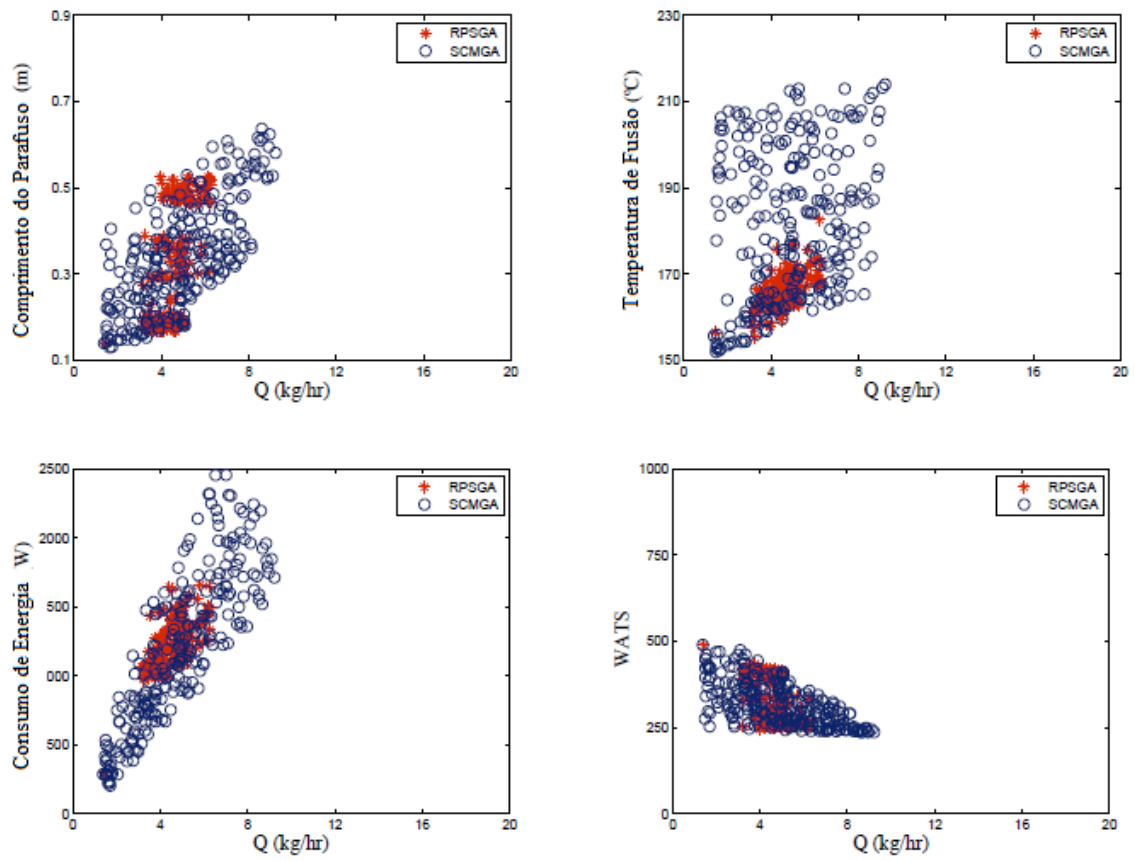 0.9
0.7
0.5
0.3
0.1
0
4
8
12
16
20
Comprimento do Parafuso (m)
Q (kg/hr)
RPSGA
SCMGA
230
210
190
170
150
0
4
8
12
16
20
Temperatura de Fusão (ºC)
Q (kg/hr)
RPSGA
SCMGA
2500
2000
500
000
500
0
0
4
8
12
16
20
Consumo de Energia W)
Q (kg/hr)
RPSGA
SCMGA
1000
750
500
250
0
0
4
8
12
16
20
WATS
Q (kg/hr)
RPSGA
SCMGA